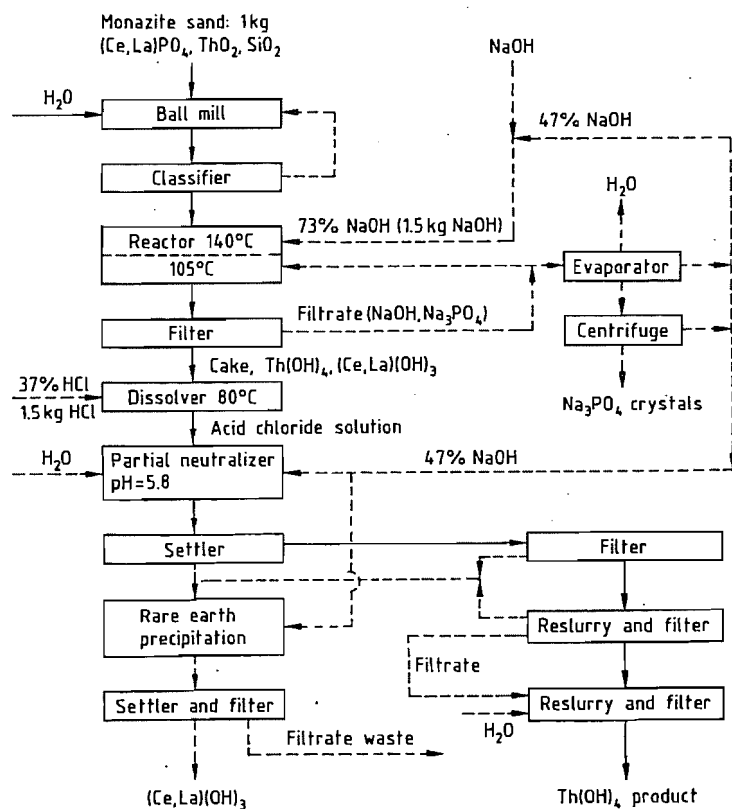 Monazite sand: 1kg
(Ce,La)PO₄, ThO₂, SiO₂
NaOH
H₂O
Ball mill
47% NaOH
Classifier
H₂O
73% NaOH (1.5 kg NaOH)
Reactor 140°C
105°C
Evaporator
Filtrate (NaOH, Na₃PO₄)
Filter
Centrifuge
Cake, Th(OH)₄, (Ce,La)(OH)₃
37% HCl
1.5 kg HCl
Dissolver 80°C
Na₃PO₄ crystals
Acid chloride solution
H₂O
Partial neutralizer
pH=5.8
47% NaOH
Settler
Filter
Rare earth
precipitation
Reslurry and filter
Filtrate
Settler and filter
Reslurry and filter
H₂O
Filtrate waste
(Ce,La)(OH)₃
Th(OH)₄ product